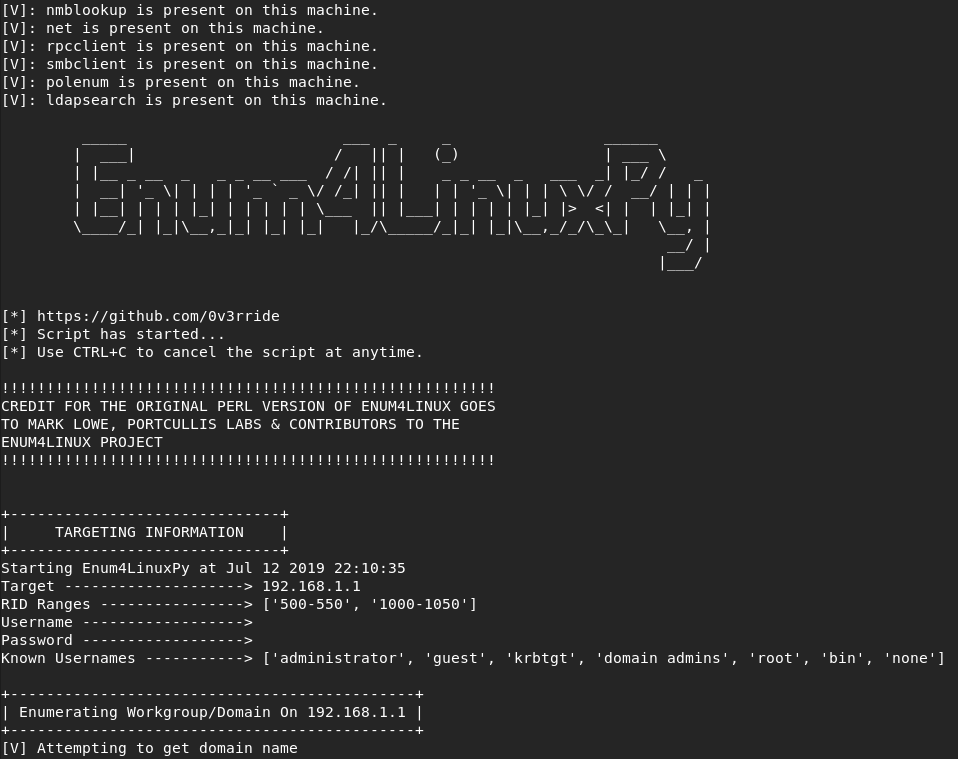 [V]: nmblookup is present on this machine.
[V]: net is present on this machine.
[V]: rpcclient is present on this machine.
[V]: smbclient is present on this machine.
[V]: polenum is present on this machine.
[V]: ldapsearch is present on this machine.
Enum4LinuxPy
[*] https://github.com/0v3rride
[*] Script has started...
[*] Use CTRL+C to cancel the script at anytime.
!!!!!!!!!!!!!!!!!!!!!!!!!!!!!!!!!!!!!!!!!!!!!!!!!!!!!!!
CREDIT FOR THE ORIGINAL PERL VERSION OF ENUM4LINUX GOES
TO MARK LOWE, PORTCULLIS LABS & CONTRIBUTORS TO THE
ENUM4LINUX PROJECT
!!!!!!!!!!!!!!!!!!!!!!!!!!!!!!!!!!!!!!!!!!!!!!!!!!!!!!!
+------------------------------+
|     TARGETING INFORMATION    |
+------------------------------+
Starting Enum4LinuxPy at Jul 12 2019 22:10:35
Target --------------------> 192.168.1.1
RID Ranges ----------------> ['500-550', '1000-1050']
Username ------------------>
Password ------------------>
Known Usernames -----------> ['administrator', 'guest', 'krbtgt', 'domain admins', 'root', 'bin', 'none']
+---------------------------------------------+
| Enumerating Workgroup/Domain On 192.168.1.1 |
+---------------------------------------------+
[V] Attempting to get domain name